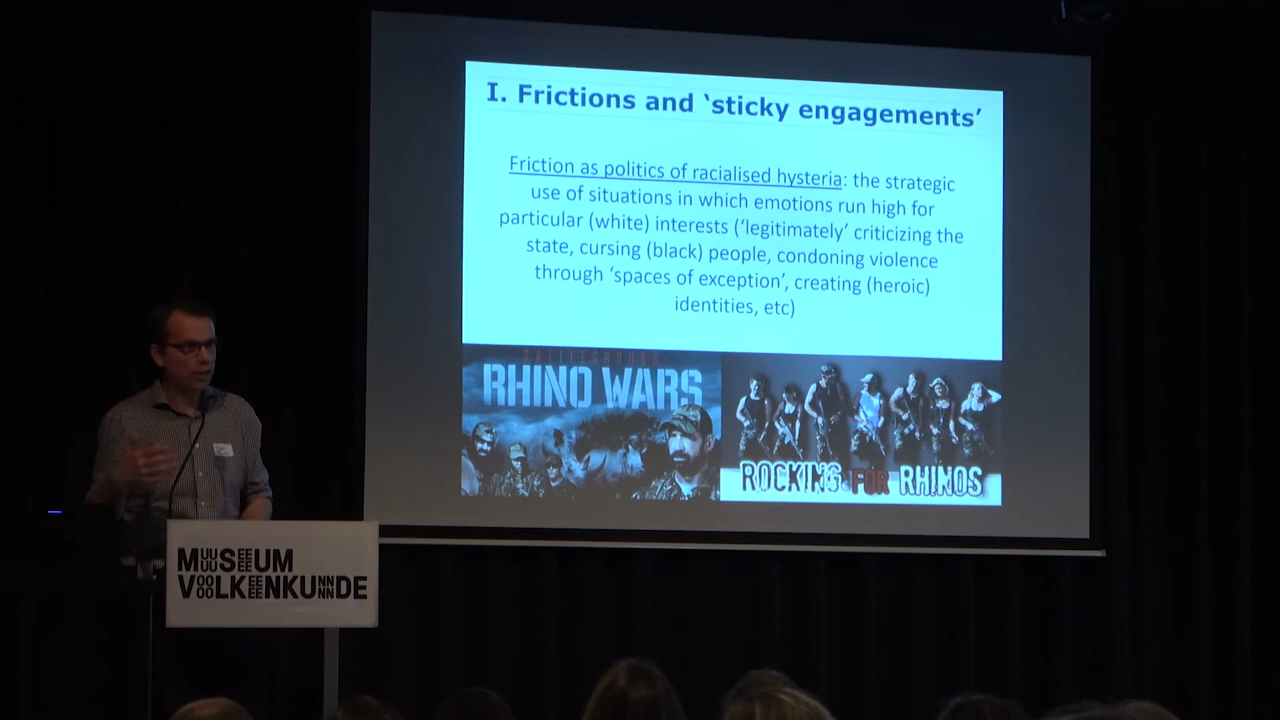 I. Frictions and ‘sticky engagements’
Friction as politics of racialised hysteria: the strategic
use of situations in which emotions run high for
particular (white) interests (‘legitimately’ criticizing the
state, cursing (black) people, condoning violence
through ‘spaces of exception’, creating (heroic)
identities, etc)
BATTLEGROUND
RHINO WARS
ROCKING FOR RHINOS
MUSEUM
VOLKENKUNDE